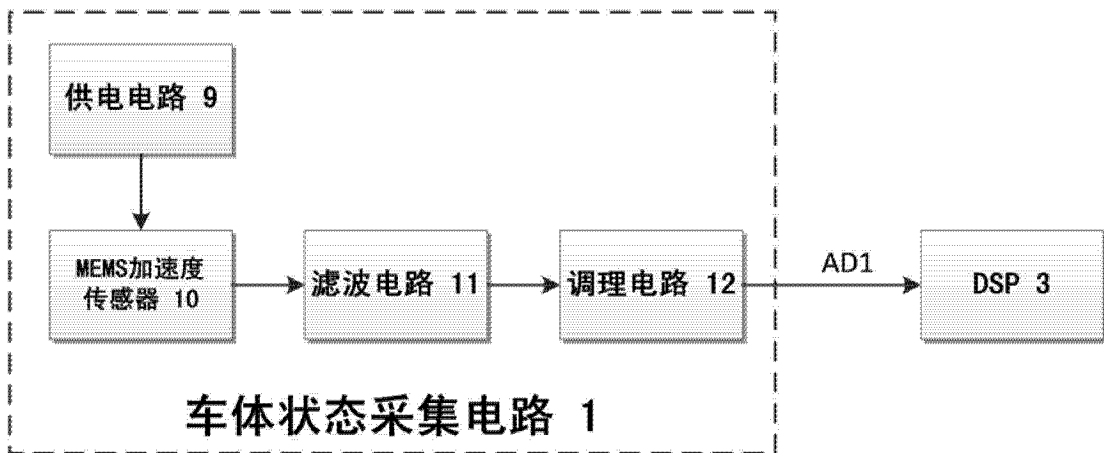 供电电路 9
MEMS加速度
传感器 10
滤波电路 11
调理电路 12
AD1
DSP 3
车体状态采集电路 1